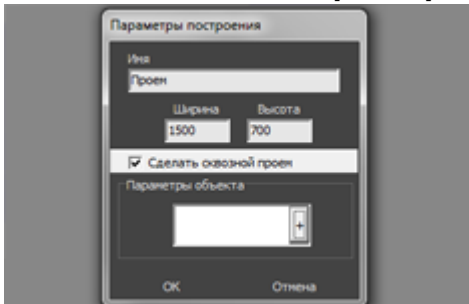 Параметры построения
Имя
Проем
Ширина Высота
1500 700
Сделать сквозной проем
Параметры объекта
+
OK Отмена